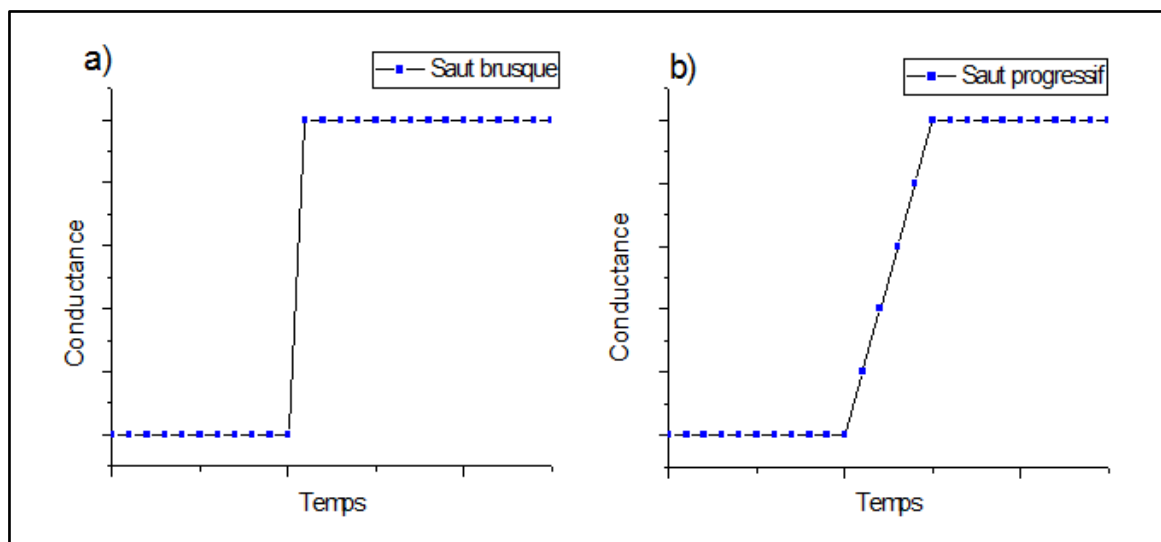 a)
Saut brusque
Conductance
Temps
b)
Saut progressif
Conductance
Temps